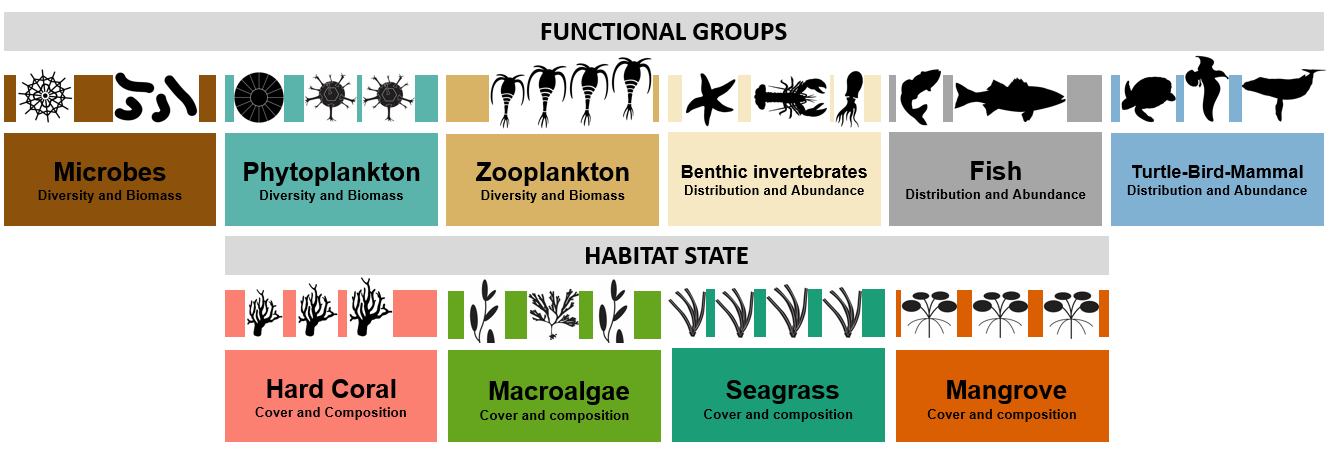 FUNCTIONAL GROUPS
Microbes
Diversity and Biomass
Phytoplankton
Diversity and Biomass
Zooplankton
Diversity and Biomass
Benthic invertebrates
Distribution and Abundance
Fish
Distribution and Abundance
Turtle-Bird-Mammal
Distribution and Abundance
HABITAT STATE
Hard Coral
Cover and Composition
Macroalgae
Cover and composition
Seagrass
Cover and composition
Mangrove
Cover and composition